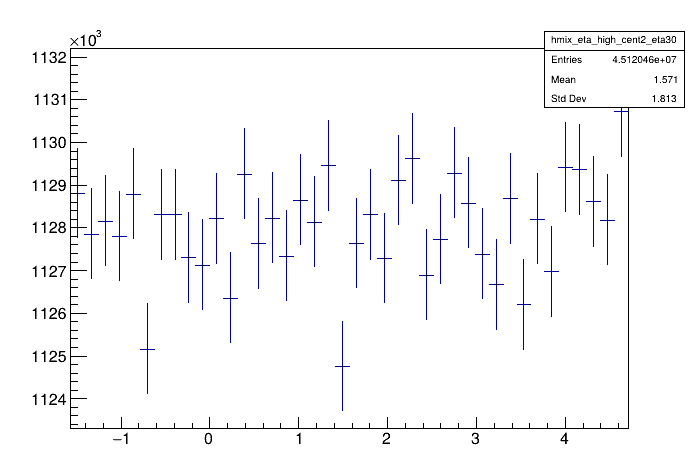 ×10³
hmix_eta_high_cent2_eta30
Entries 4.512046e+07
Mean 1.571
Std Dev 1.813
1132
1131
1130
1129
1128
1127
1126
1125
1124
−1 0 1 2 3 4